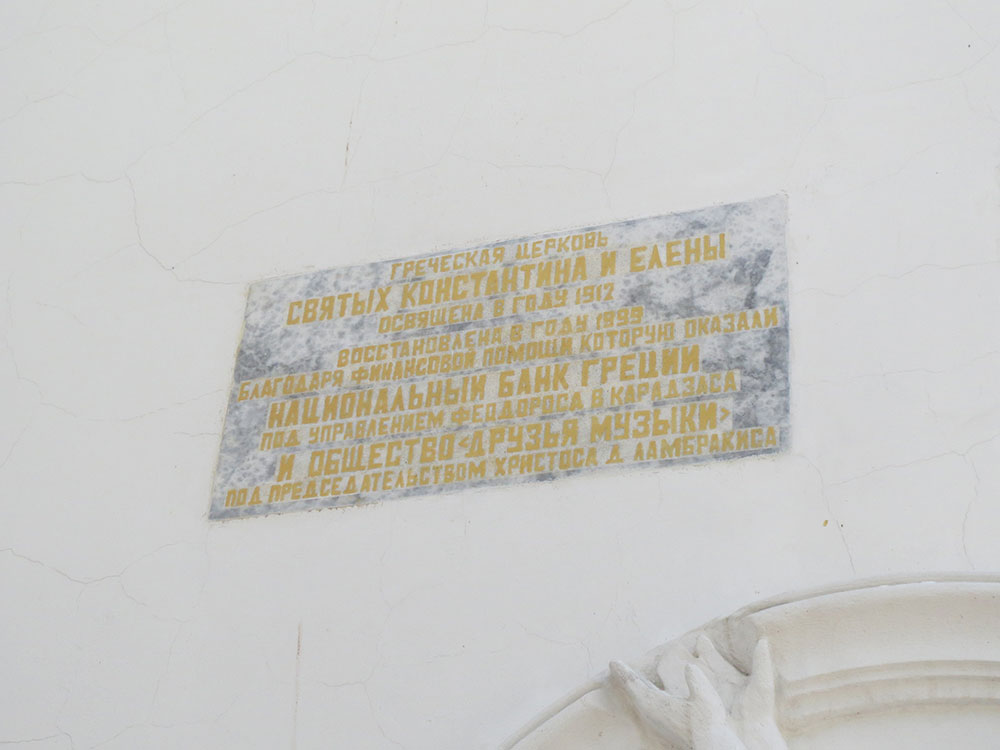 ГРЕЧЕСКАЯ ЦЕРКОВЬ
СВЯТЫХ КОНСТАНТИНА И ЕЛЕНЫ
ОСВЯЩЕНА В ГОДУ 1912
ВОССТАНОВЛЕНА В ГОДУ 1899
БЛАГОДАРЯ ФИНАНСОВОЙ ПОМОЩИ КОТОРУЮ ОКАЗАЛИ
НАЦИОНАЛЬНЫЙ БАНК ГРЕЦИИ
ПОД УПРАВЛЕНИЕМ ФЕОДОРОСА В КАРАДЗАСА
И ОБЩЕСТВО <ДРУЗЬЯ МУЗЫКИ>
ПОД ПРЕДСЕДАТЕЛЬСТВОМ ХРИСТОСА Д ЛАМБРАКИСА